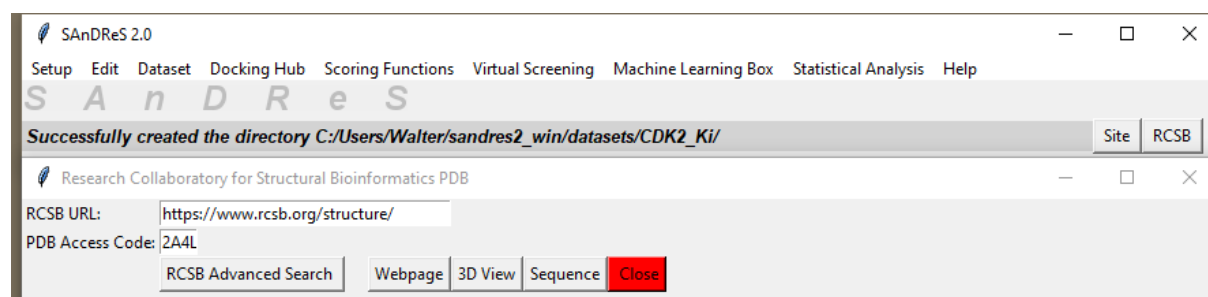 SAnDReS 2.0
Setup Edit Dataset Docking Hub Scoring Functions Virtual Screening Machine Learning Box Statistical Analysis Help
S A n D R e S
Successfully created the directory C:/Users/Walter/sandres2_win/datasets/CDK2_Ki/ Site RCSB
Research Collaboratory for Structural Bioinformatics PDB
RCSB URL: https://www.rcsb.org/structure/
PDB Access Code: 2A4L
RCSB Advanced Search Webpage 3D View Sequence Close